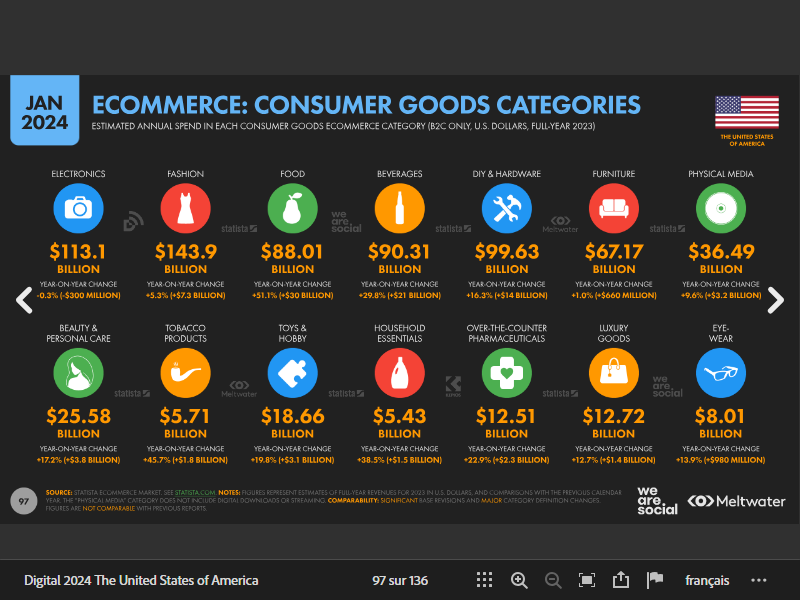 JAN
2024
ECOMMERCE: CONSUMER GOODS CATEGORIES
ESTIMATED ANNUAL SPEND IN EACH CONSUMER GOODS ECOMMERCE CATEGORY (B2C ONLY, U.S. DOLLARS, FULL-YEAR 2023)
THE UNITED STATES
OF AMERICA
ELECTRONICS FASHION FOOD BEVERAGES DIY & HARDWARE FURNITURE PHYSICAL MEDIA
statista we are. social statista Meltwater statista
$113.1 $143.9 $88.01 $90.31 $99.63 $67.17 $36.49
BILLION BILLION BILLION BILLION BILLION BILLION BILLION
YEAR-ON-YEAR CHANGE YEAR-ON-YEAR CHANGE YEAR-ON-YEAR CHANGE YEAR-ON-YEAR CHANGE YEAR-ON-YEAR CHANGE YEAR-ON-YEAR CHANGE YEAR-ON-YEAR CHANGE
-0.3% (-$300 MILLION) +5.3% (+$7.3 BILLION) +51.1% (+$30 BILLION) +29.8% (+$21 BILLION) +16.3% (+$14 BILLION) +1.0% (+$660 MILLION) +9.6% (+$3.2 BILLION)
BEAUTY & TOBACCO TOYS & HOUSEHOLD OVER-THE-COUNTER LUXURY EYE-
PERSONAL CARE PRODUCTS HOBBY ESSENTIALS PHARMACEUTICALS GOODS WEAR
statista Meltwater statista KEPIOS statista we are. social
$25.58 $5.71 $18.66 $5.43 $12.51 $12.72 $8.01
BILLION BILLION BILLION BILLION BILLION BILLION BILLION
YEAR-ON-YEAR CHANGE YEAR-ON-YEAR CHANGE YEAR-ON-YEAR CHANGE YEAR-ON-YEAR CHANGE YEAR-ON-YEAR CHANGE YEAR-ON-YEAR CHANGE YEAR-ON-YEAR CHANGE
+17.2% (+$3.8 BILLION) +45.7% (+$1.8 BILLION) +19.8% (+$3.1 BILLION) +38.5% (+$1.5 BILLION) +22.9% (+$2.3 BILLION) +12.7% (+$1.4 BILLION) +13.9% (+$980 MILLION)
97
SOURCE: STATISTA ECOMMERCE MARKET. SEE STATISTA.COM. NOTES: FIGURES REPRESENT ESTIMATES OF FULL-YEAR REVENUES FOR 2023 IN U.S. DOLLARS, AND COMPARISONS WITH THE PREVIOUS CALENDAR
YEAR. THE "PHYSICAL MEDIA" CATEGORY DOES NOT INCLUDE DIGITAL DOWNLOADS OR STREAMING. COMPARABILITY: SIGNIFICANT BASE REVISIONS AND MAJOR CATEGORY DEFINITION CHANGES.
FIGURES ARE NOT COMPARABLE WITH PREVIOUS REPORTS.
we
are.
social
Meltwater
Digital 2024 The United States of America 97 sur 136 français